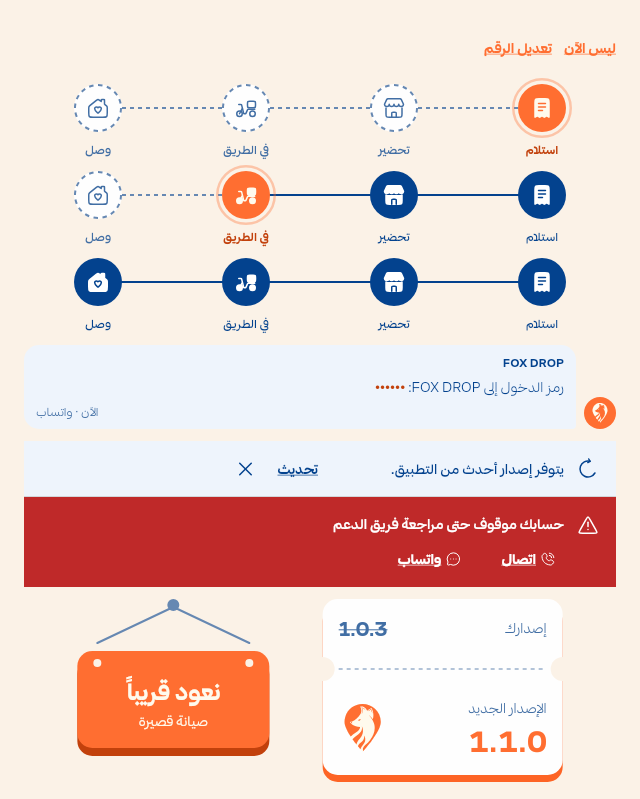 ليس الآن تعديل الرقم
استلام تحضير في الطريق وصل
استلام تحضير في الطريق وصل
استلام تحضير في الطريق وصل
FOX DROP
رمز الدخول إلى FOX DROP: ••••••
الآن · واتساب
يتوفر إصدار أحدث من التطبيق. تحديث
حسابك موقوف حتى مراجعة فريق الدعم
اتصال واتساب
إصدارك 1.0.3
الإصدار الجديد
1.1.0
نعود قريباً
صيانة قصيرة